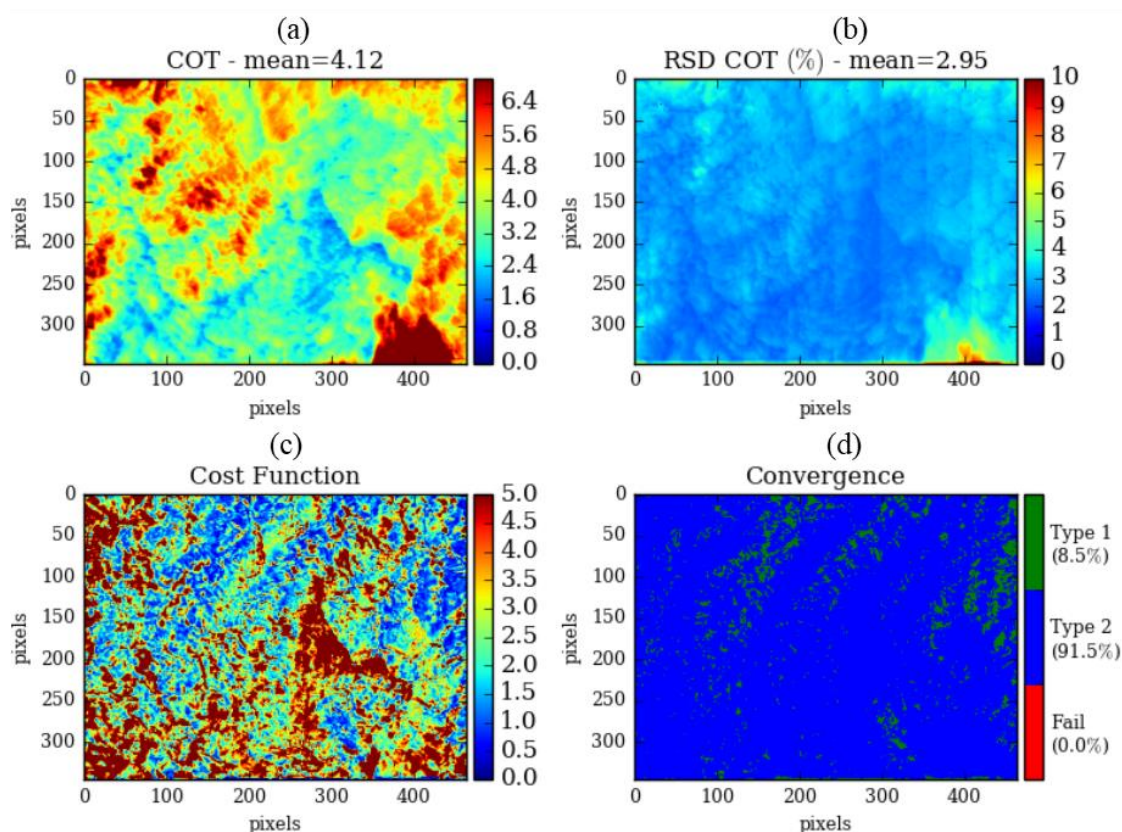 (a)
COT - mean=4.12
0
50
100
150
200
250
300
pixels
0 100 200 300 400
pixels
6.4
5.6
4.8
4.0
3.2
2.4
1.6
0.8
0.0
(b)
RSD COT (%) - mean=2.95
0
50
100
150
200
250
300
pixels
0 100 200 300 400
pixels
10
9
8
7
6
5
4
3
2
1
0
(c)
Cost Function
0
50
100
150
200
250
300
pixels
0 100 200 300 400
pixels
5.0
4.5
4.0
3.5
3.0
2.5
2.0
1.5
1.0
0.5
0.0
(d)
Convergence
0
50
100
150
200
250
300
pixels
0 100 200 300 400
pixels
Type 1
(8.5%)
Type 2
(91.5%)
Fail
(0.0%)